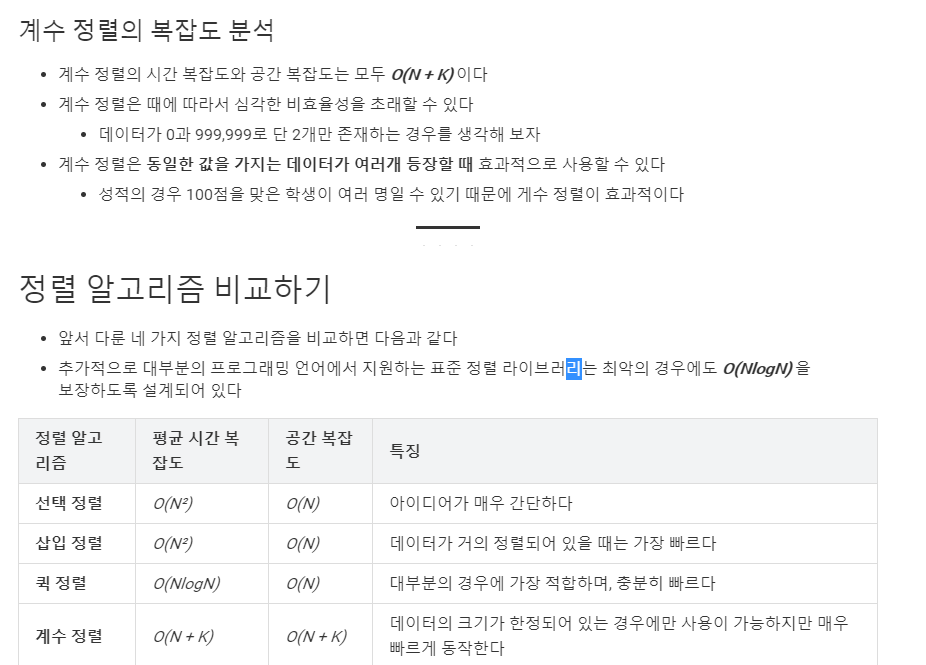 계수 정렬의 복잡도 분석
계수 정렬의 시간 복잡도와 공간 복잡도는 모두 O(N + K)이다
계수 정렬은 때에 따라서 심각한 비효율성을 초래할 수 있다
데이터가 0과 999,999로 단 2개만 존재하는 경우를 생각해 보자
계수 정렬은 동일한 값을 가지는 데이터가 여러개 등장할 때 효과적으로 사용할 수 있다
성적의 경우 100점을 맞은 학생이 여러 명일 수 있기 때문에 게수 정렬이 효과적이다
정렬 알고리즘 비교하기
앞서 다룬 네 가지 정렬 알고리즘을 비교하면 다음과 같다
추가적으로 대부분의 프로그래밍 언어에서 지원하는 표준 정렬 라이브러리는 최악의 경우에도 O(NlogN)을
보장하도록 설계되어 있다
정렬 알고
리즘
평균 시간 복
잡도
공간 복잡
도
특징
선택 정렬 O(N²) O(N) 아이디어가 매우 간단하다
삽입 정렬 O(N²) O(N) 데이터가 거의 정렬되어 있을 때는 가장 빠르다
퀵 정렬 O(NlogN) O(N) 대부분의 경우에 가장 적합하며, 충분히 빠르다
계수 정렬 O(N + K) O(N + K) 데이터의 크기가 한정되어 있는 경우에만 사용이 가능하지만 매우
빠르게 동작한다